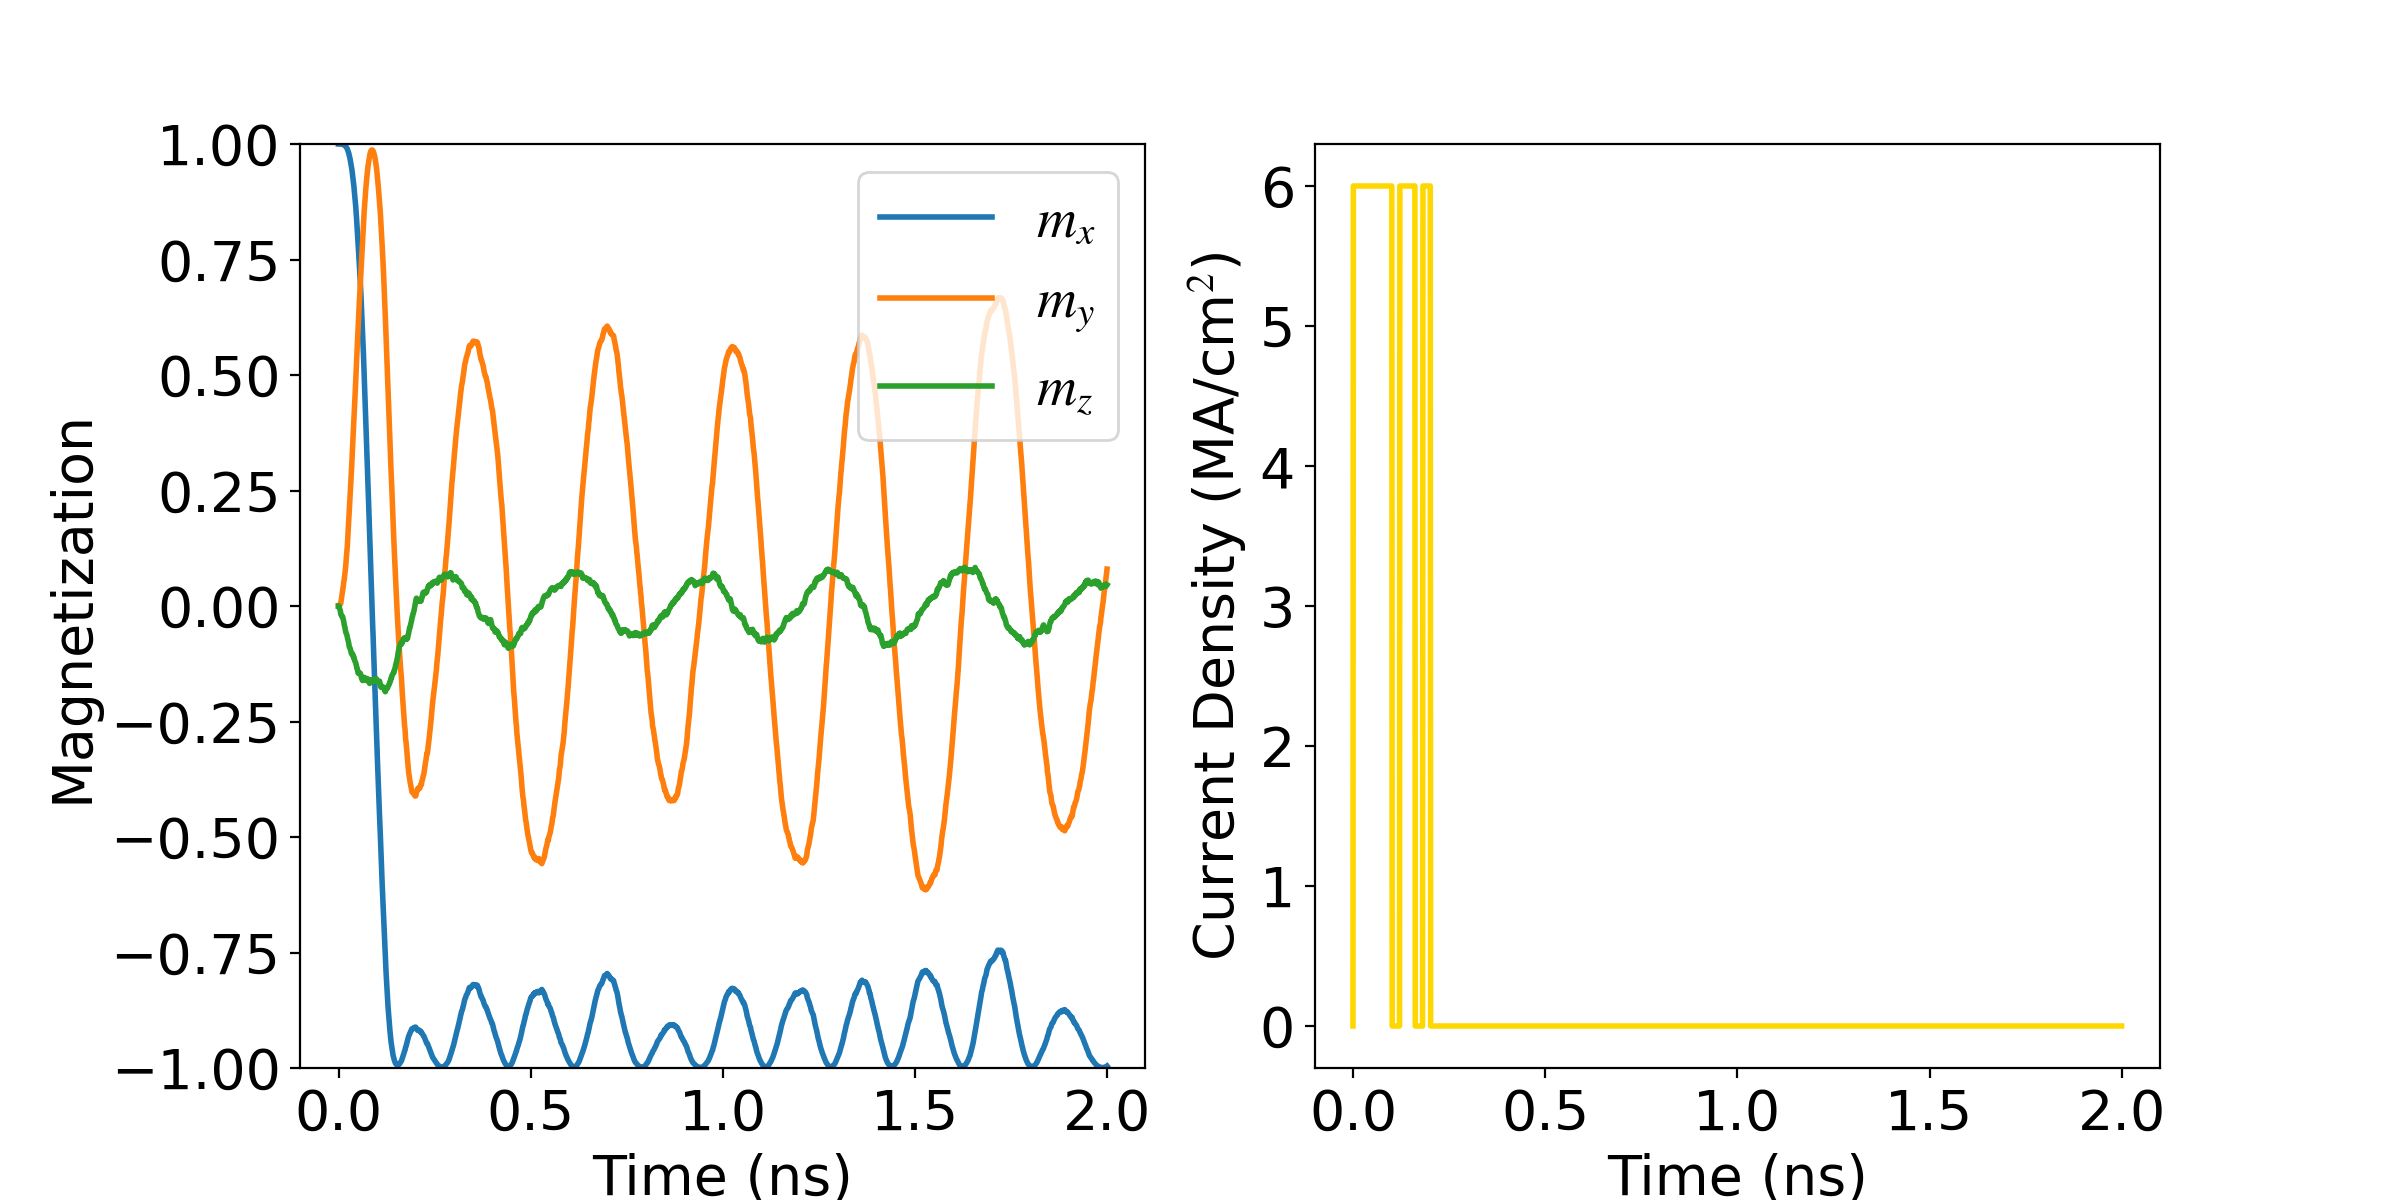 Magnetization
1.00
0.75
0.50
0.25
0.00
−0.25
−0.50
−0.75
−1.00
0.0 0.5 1.0 1.5 2.0
Time (ns)
m_x
m_y
m_z
Current Density (MA/cm²)
6
5
4
3
2
1
0
0.0 0.5 1.0 1.5 2.0
Time (ns)